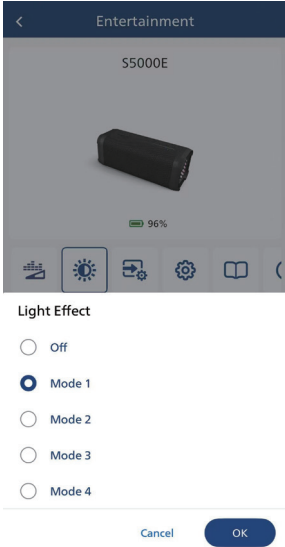 Entertainment
S5000E
96%
Light Effect
Off
Mode 1
Mode 2
Mode 3
Mode 4
Cancel
OK